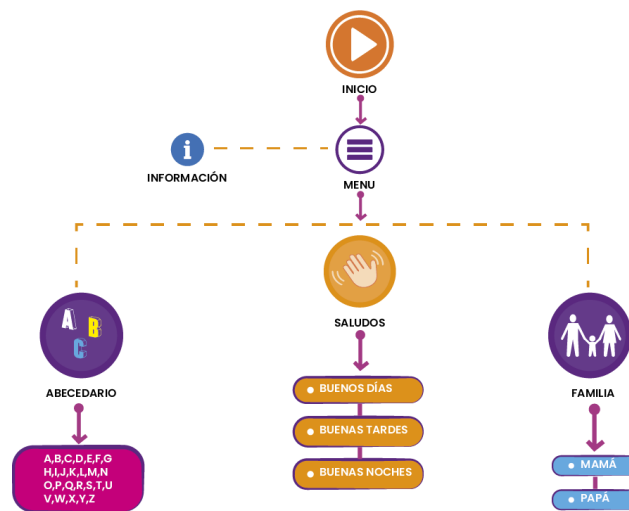 INICIO
i
INFORMACIÓN
MENU
SALUDOS
A B C
ABECEDARIO
FAMILIA
BUENOS DÍAS
BUENAS TARDES
BUENAS NOCHES
A,B,C,D,E,F,G
H,I,J,K,L,M,N
O,P,Q,R,S,T,U
V,W,X,Y,Z
MAMÁ
PAPÁ